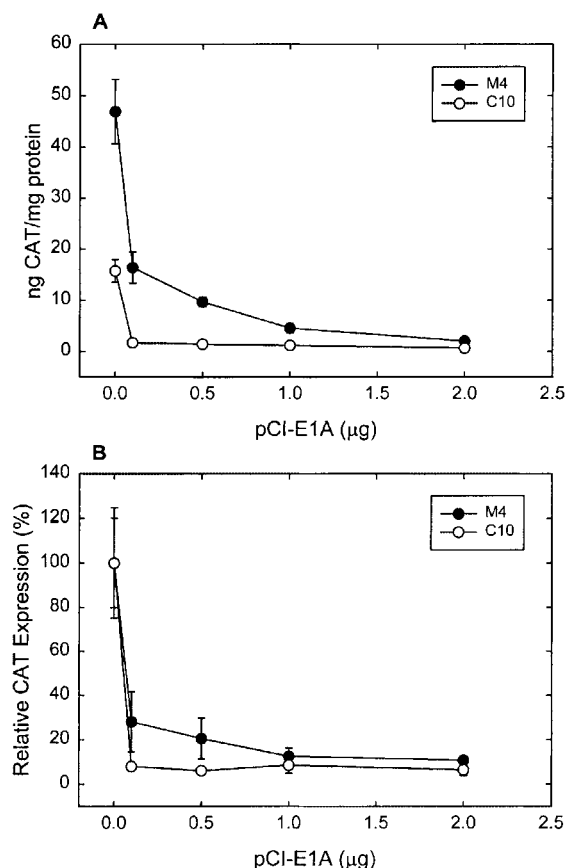 A
ng CAT/mg protein
60
50
40
30
20
10
0
M4
C10
0.0 0.5 1.0 1.5 2.0 2.5
pCI-E1A (µg)
B
Relative CAT Expression (%)
140
120
100
80
60
40
20
0
M4
C10
0.0 0.5 1.0 1.5 2.0 2.5
pCI-E1A (µg)